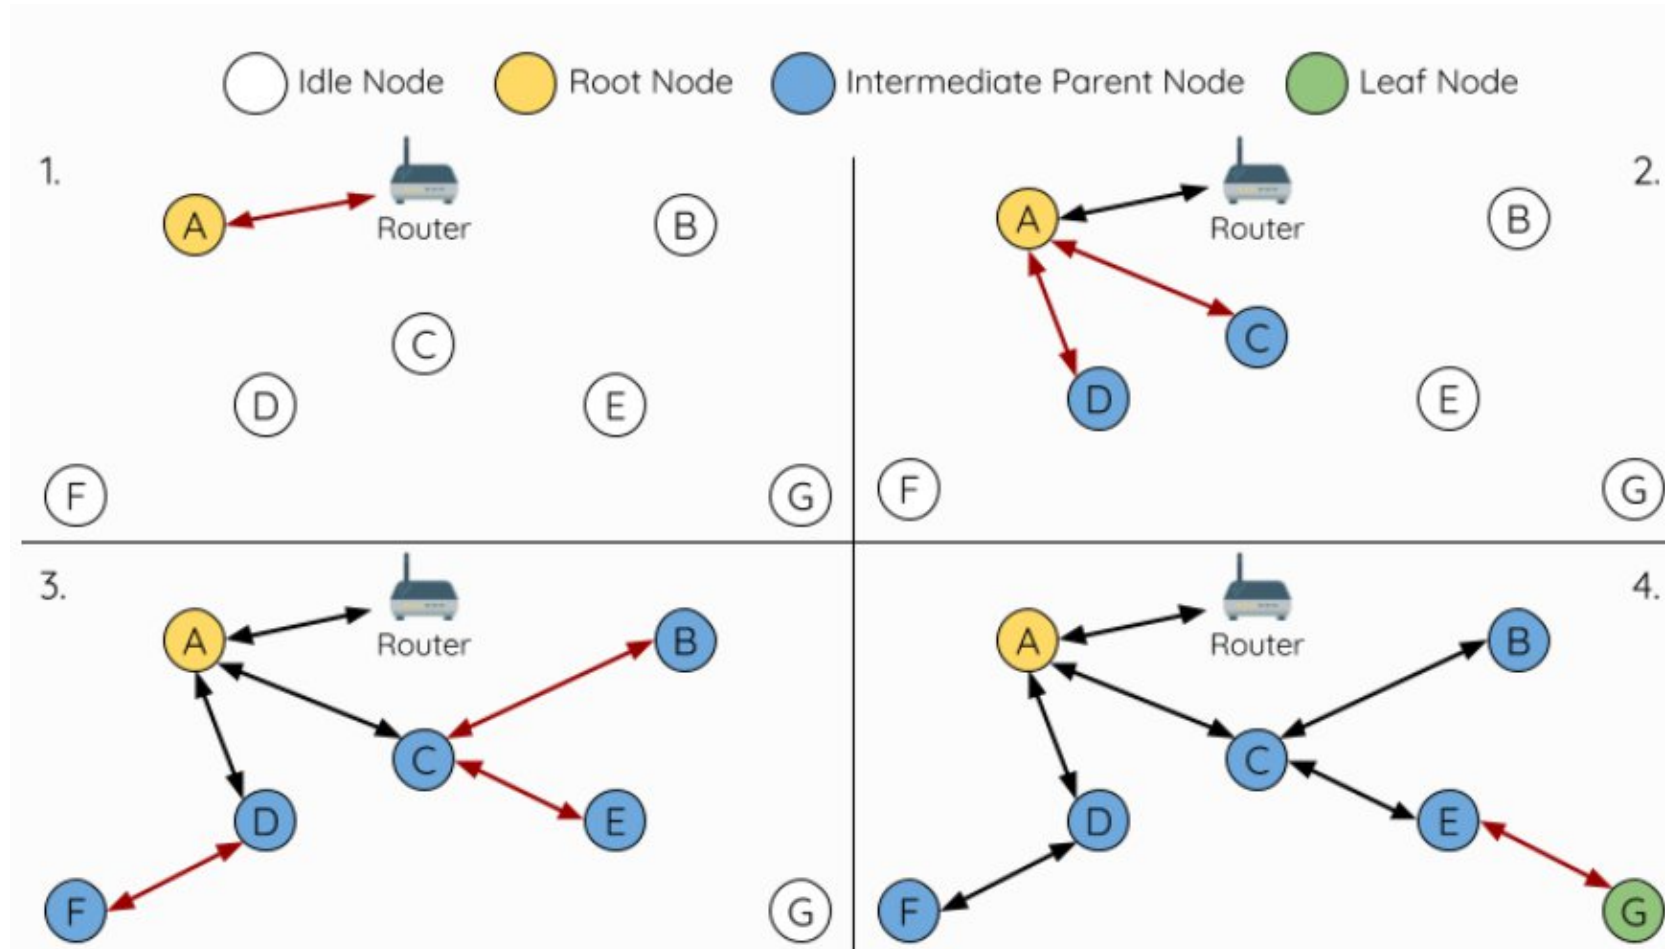 Idle Node Root Node Intermediate Parent Node Leaf Node
1.
A
Router
B
C
D
E
F
G
2.
A
Router
B
C
D
E
F
G
3.
A
Router
B
C
D
E
F
G
4.
A
Router
B
C
D
E
F
G